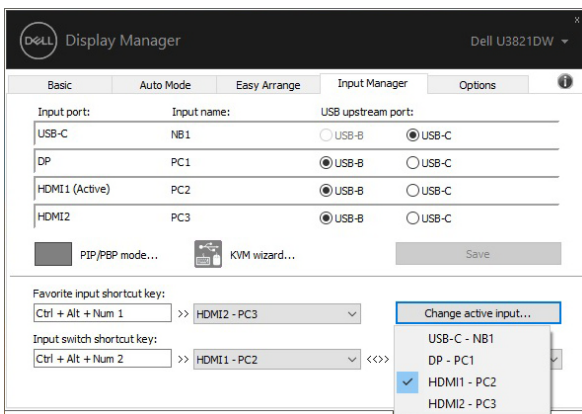 x
DELL Display Manager Dell U3821DW
Basic Auto Mode Easy Arrange Input Manager Options
Input port: Input name: USB upstream port:
USB-C NB1 USB-B USB-C
DP PC1 USB-B USB-C
HDMI1 (Active) PC2 USB-B USB-C
HDMI2 PC3 USB-B USB-C
PIP/PBP mode... KVM wizard... Save
Favorite input shortcut key:
Ctrl + Alt + Num 1 >> HDMI2 - PC3 Change active input...
Input switch shortcut key:
Ctrl + Alt + Num 2 >> HDMI1 - PC2 <<>>
USB-C - NB1
DP - PC1
HDMI1 - PC2
HDMI2 - PC3